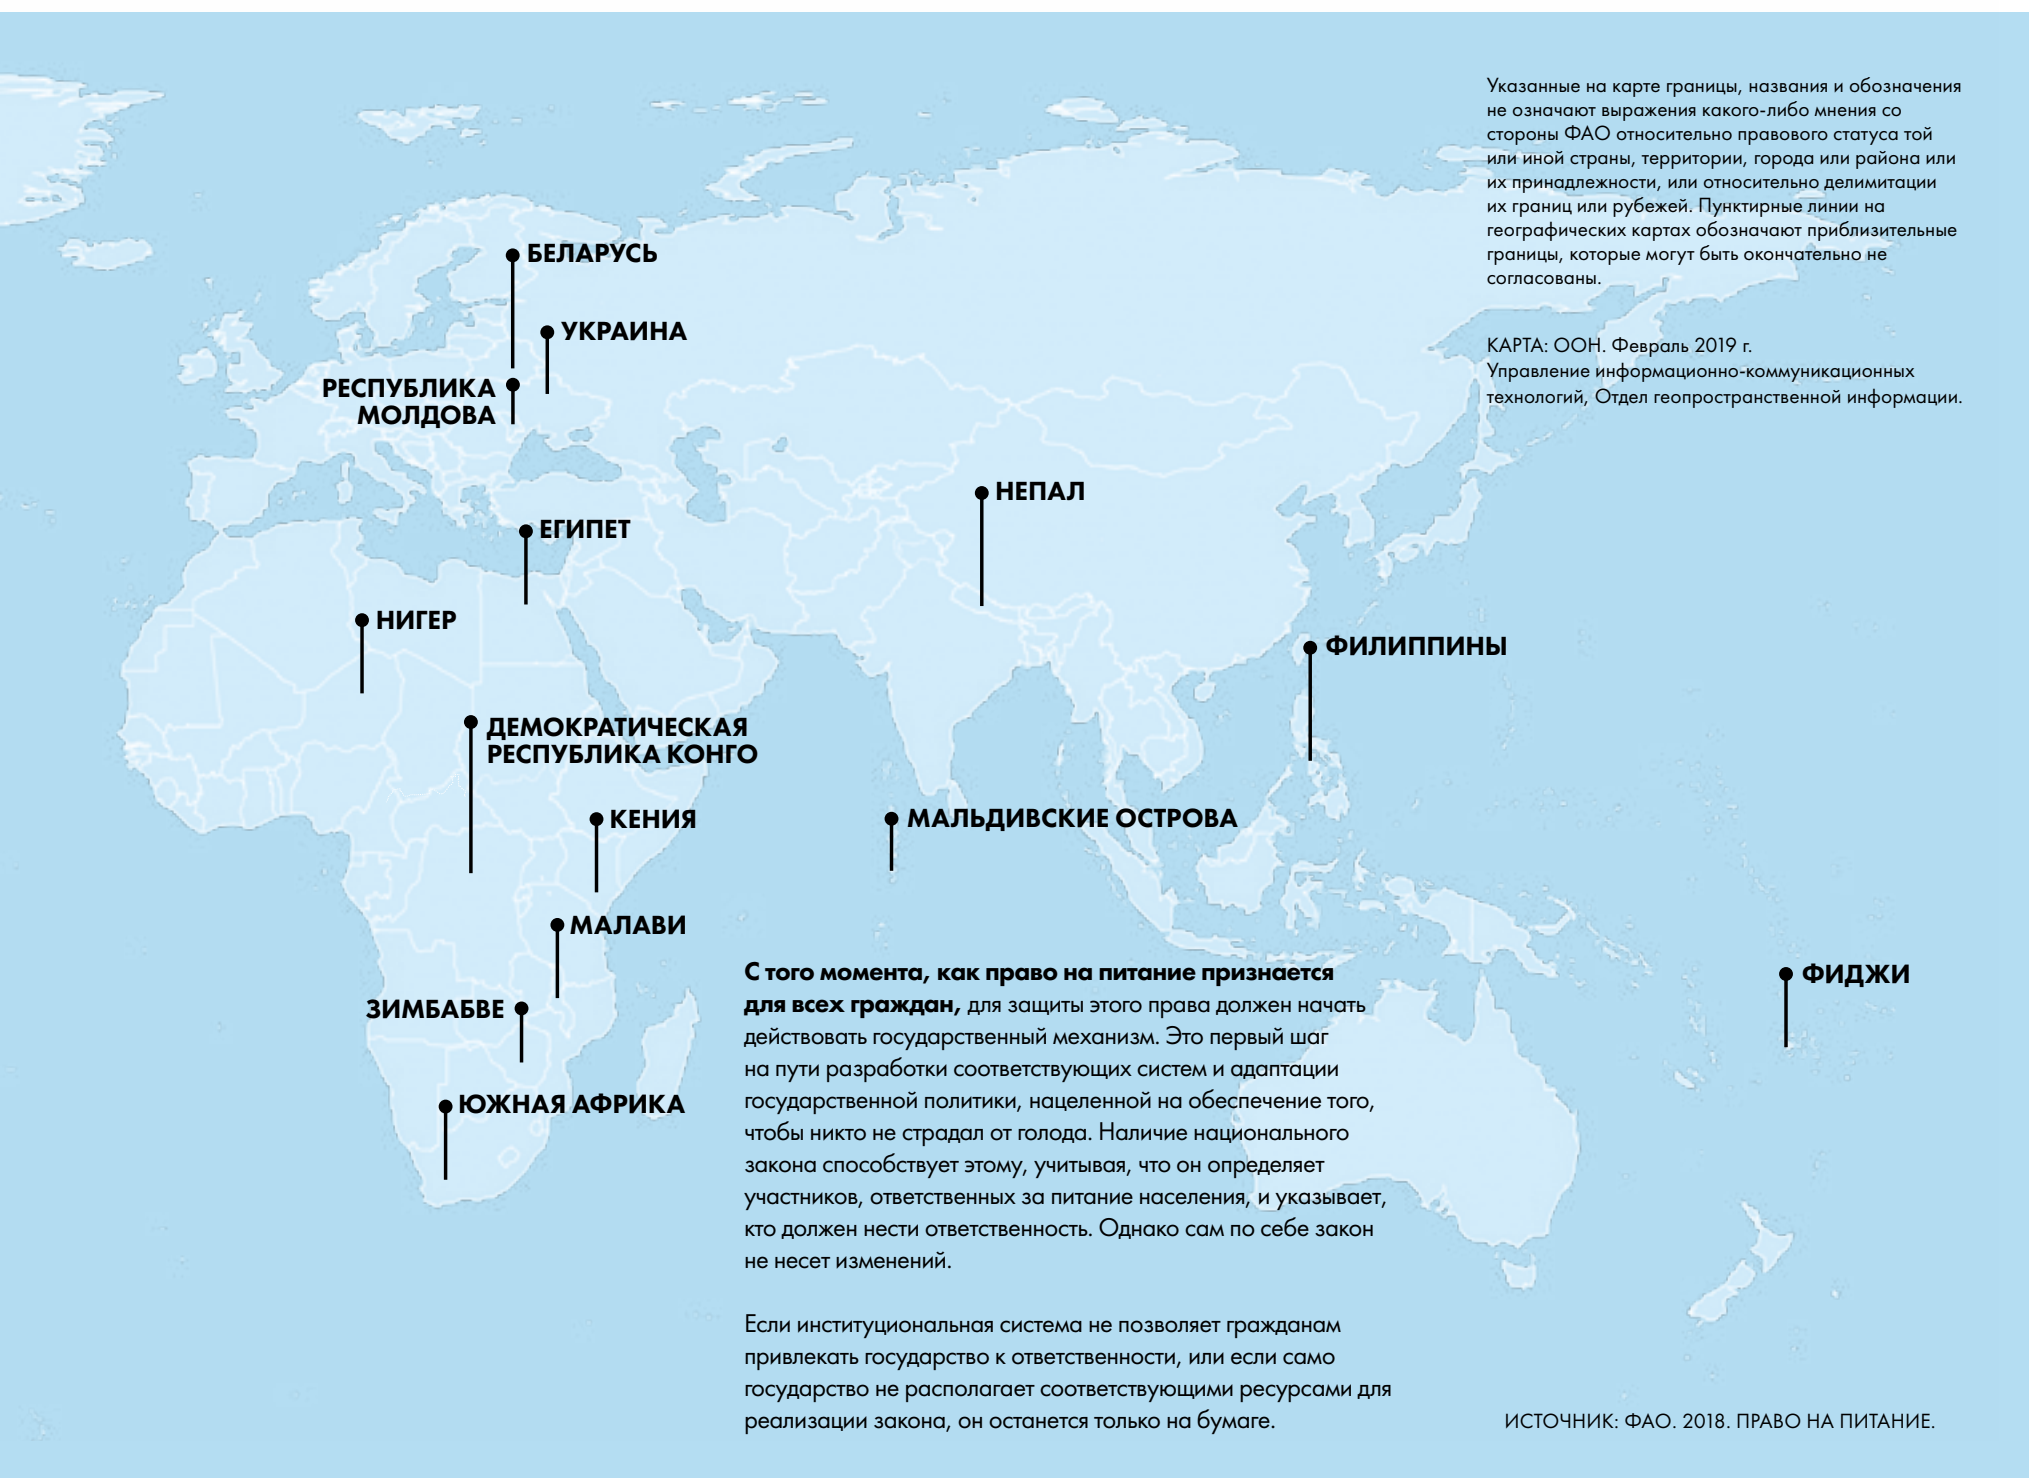 Указанные на карте границы, названия и обозначения
не означают выражения какого-либо мнения со
стороны ФАО относительно правового статуса той
или иной страны, территории, города или района или
их принадлежности, или относительно делимитации
их границ или рубежей. Пунктирные линии на
географических картах обозначают приблизительные
границы, которые могут быть окончательно не
согласованы.
КАРТА: ООН. Февраль 2019 г.
Управление информационно-коммуникационных
технологий, Отдел геопространственной информации.
БЕЛАРУСЬ
УКРАИНА
РЕСПУБЛИКА
МОЛДОВА
НЕПАЛ
ЕГИПЕТ
НИГЕР
ФИЛИППИНЫ
ДЕМОКРАТИЧЕСКАЯ
РЕСПУБЛИКА КОНГО
КЕНИЯ
МАЛЬДИВСКИЕ ОСТРОВА
МАЛАВИ
ФИДЖИ
ЗИМБАБВЕ
ЮЖНАЯ АФРИКА
С того момента, как право на питание признается
для всех граждан, для защиты этого права должен начать
действовать государственный механизм. Это первый шаг
на пути разработки соответствующих систем и адаптации
государственной политики, нацеленной на обеспечение того,
чтобы никто не страдал от голода. Наличие национального
закона способствует этому, учитывая, что он определяет
участников, ответственных за питание населения, и указывает,
кто должен нести ответственность. Однако сам по себе закон
не несет изменений.
Если институциональная система не позволяет гражданам
привлекать государство к ответственности, или если само
государство не располагает соответствующими ресурсами для
реализации закона, он останется только на бумаге.
ИСТОЧНИК: ФАО. 2018. ПРАВО НА ПИТАНИЕ.